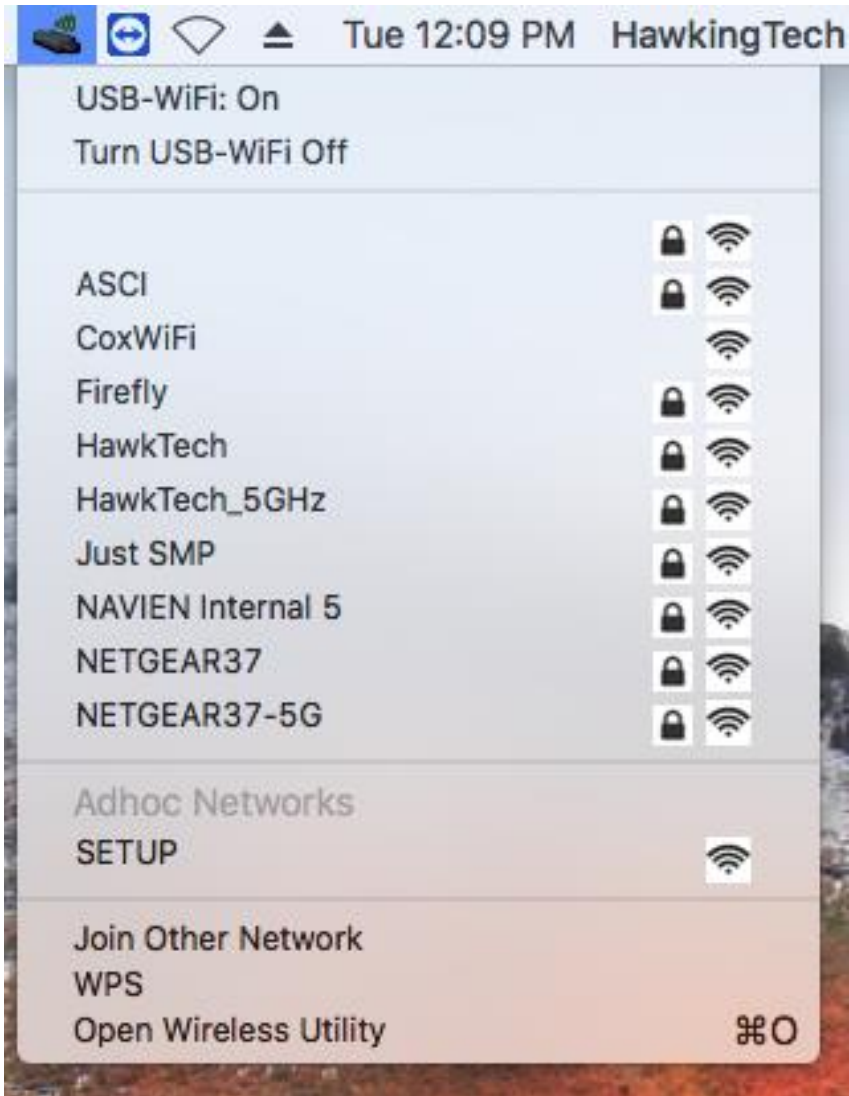 Tue 12:09 PM HawkingTech
USB-WiFi: On
Turn USB-WiFi Off
ASCI
CoxWiFi
Firefly
HawkTech
HawkTech_5GHz
Just SMP
NAVIEN Internal 5
NETGEAR37
NETGEAR37-5G
Adhoc Networks
SETUP
Join Other Network
WPS
Open Wireless Utility ⌘O